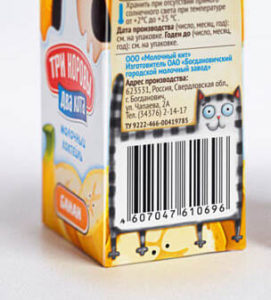 Хранить при отсутствии прямого
солнечного света при температуре
от +2°С до +25 °С.
Дата производства (число, месяц, год):
см. на упаковке. Годен до (число, месяц,
год): см. на упаковке.
ООО «Молочный кит»
Изготовитель ОАО «Богдановичский
городской молочный завод»
Адрес производства:
623531, Россия, Свердловская обл.,
г. Богданович,
ул. Чапаева, 2А
Тел. (34376) 2-14-17
ТУ 9222-466-00419785
4 607047 610696
ТРИ КОРОВЫ
ДВА КОТА
МОЛОЧНЫЙ
КОКТЕЙЛЬ
БАНАН